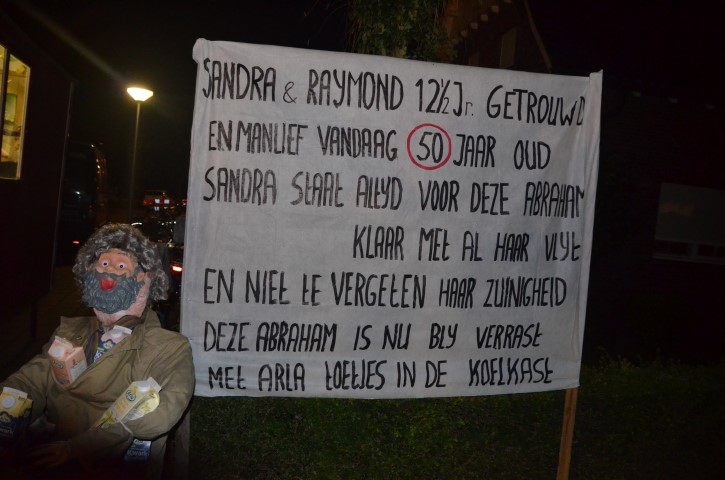 SANDRA & RAYMOND 12½ Jr. GETROUWD
EN MANLIEF VANDAAG 50 JAAR OUD
SANDRA STAAT ALTYD VOOR DEZE ABRAHAM
KLAAR MET AL HAAR VLYT
EN NIET TE VERGETEN HAAR ZUINIGHEID
DEZE ABRAHAM IS NU BLY VERRAST
MET ARLA TOETJES IN DE KOELKAST